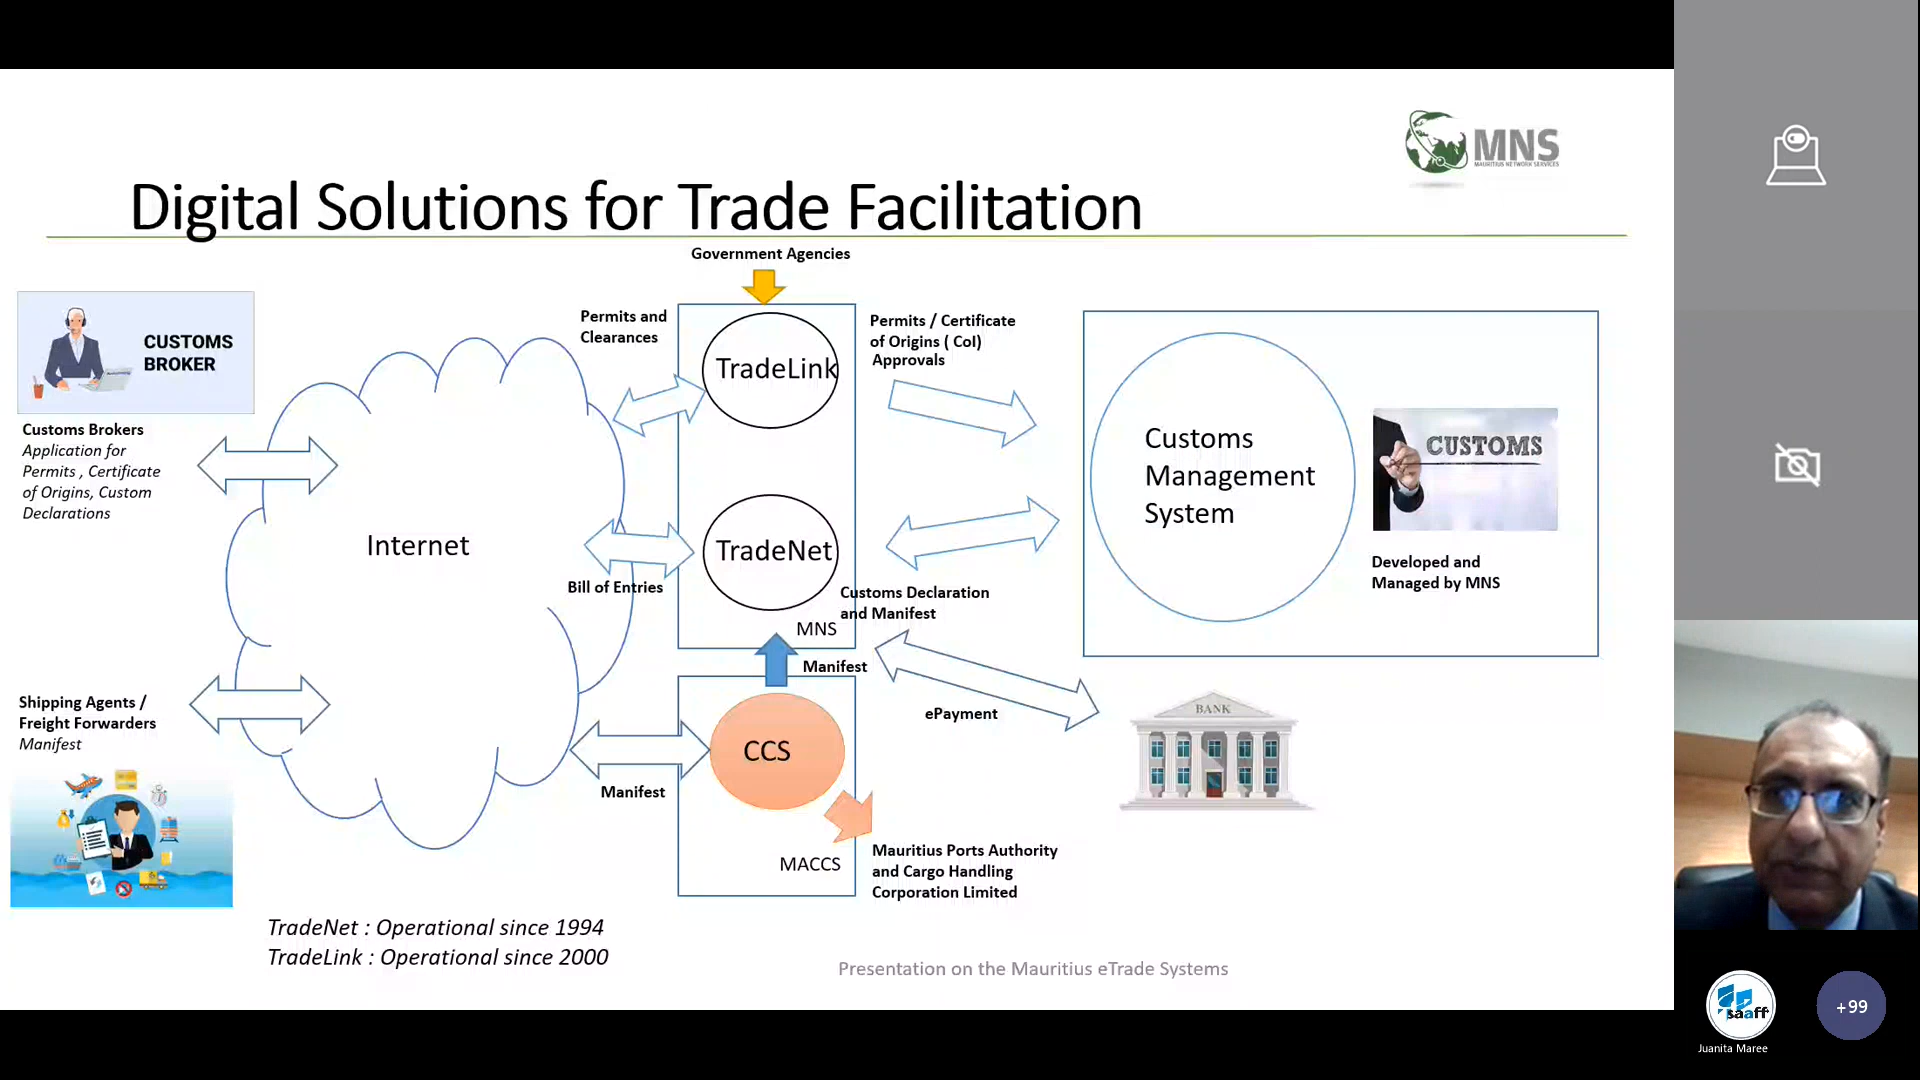 MNS
MAURITIUS NETWORK SERVICES
Digital Solutions for Trade Facilitation
Government Agencies
CUSTOMS
BROKER
Customs Brokers
Application for
Permits , Certificate
of Origins, Custom
Declarations
Permits and
Clearances
TradeLink
Permits / Certificate
of Origins ( CoI)
Approvals
Internet
TradeNet
Bill of Entries
MNS
Customs Declaration
and Manifest
Customs
Management
System
CUSTOMS
Developed and
Managed by MNS
Shipping Agents /
Freight Forwarders
Manifest
Manifest
CCS
Manifest
MACCS
ePayment
BANK
Mauritius Ports Authority
and Cargo Handling
Corporation Limited
TradeNet : Operational since 1994
TradeLink : Operational since 2000
Presentation on the Mauritius eTrade Systems
saaff
Juanita Maree
+99